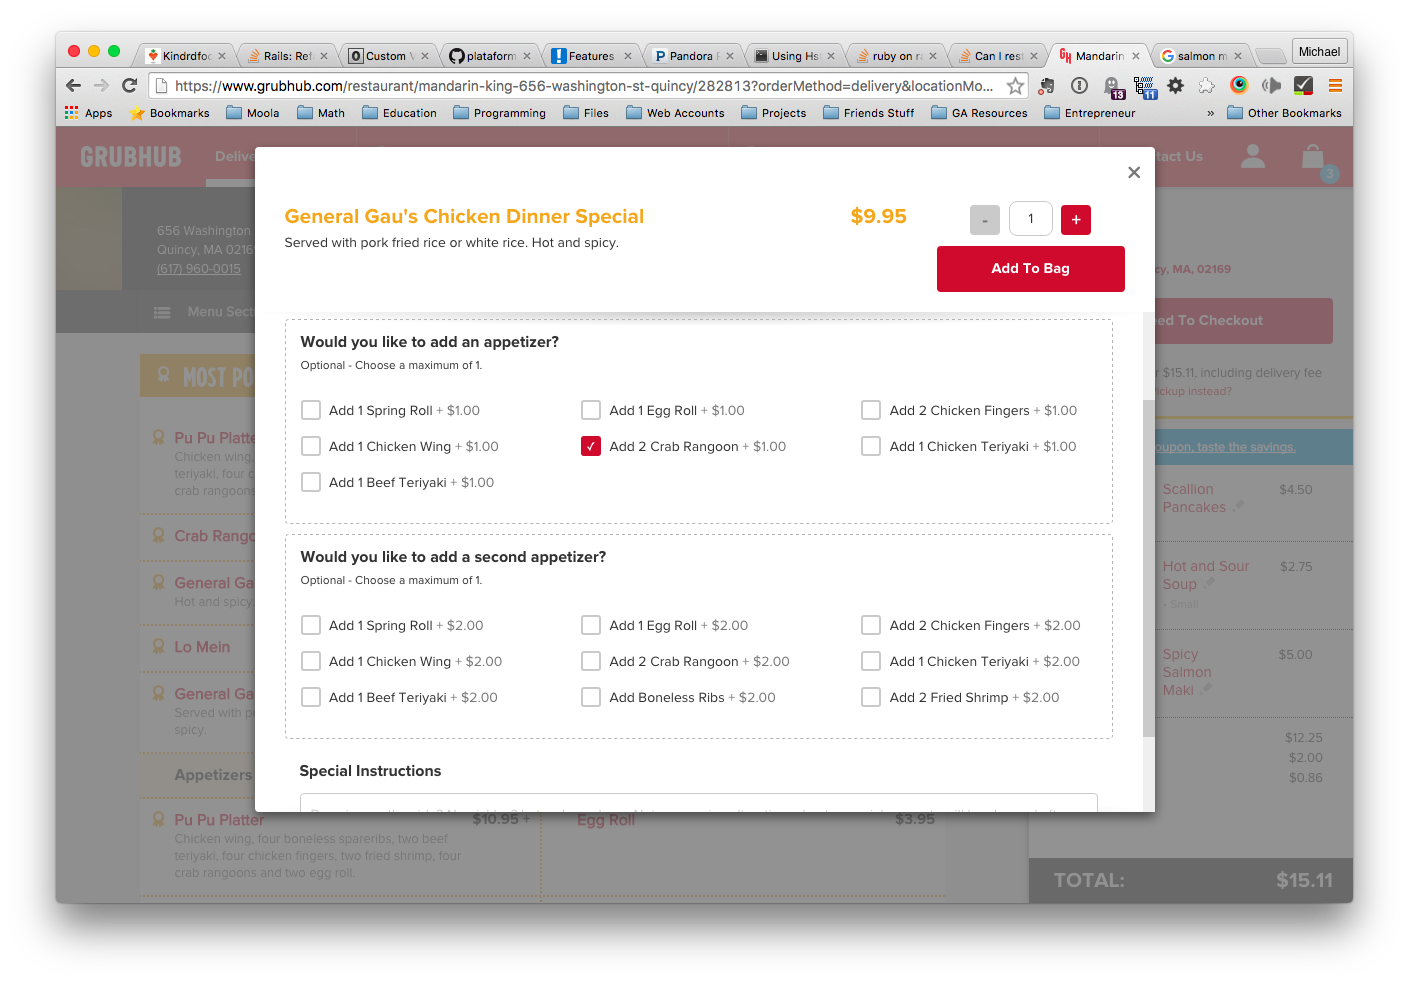 Kindrdfoo
Rails: Ref
Custom V
plataform
Features
Pandora R
Using Hst
ruby on ra
Can I rest
Mandarin
salmon m
Michael
https://www.grubhub.com/restaurant/mandarin-king-656-washington-st-quincy/282813?orderMethod=delivery&locationMo...
13
11
Apps
Bookmarks
Moola
Math
Education
Programming
Files
Web Accounts
Projects
Friends Stuff
GA Resources
Entrepreneur
»
Other Bookmarks
GRUBHUB
Delive
tact Us
3
656 Washington
Quincy, MA 0216
(617) 960-0015
Menu Secti
General Gau's Chicken Dinner Special
$9.95
- 1 +
Served with pork fried rice or white rice. Hot and spicy.
Add To Bag
cy, MA, 02169
eed To Checkout
r $15.11, including delivery fee
Pickup instead?
oupon, taste the savings.
Would you like to add an appetizer?
Optional - Choose a maximum of 1.
Add 1 Spring Roll + $1.00
Add 1 Egg Roll + $1.00
Add 2 Chicken Fingers + $1.00
Add 1 Chicken Wing + $1.00
Add 2 Crab Rangoon + $1.00
Add 1 Chicken Teriyaki + $1.00
Add 1 Beef Teriyaki + $1.00
Would you like to add a second appetizer?
Optional - Choose a maximum of 1.
Add 1 Spring Roll + $2.00
Add 1 Egg Roll + $2.00
Add 2 Chicken Fingers + $2.00
Add 1 Chicken Wing + $2.00
Add 2 Crab Rangoon + $2.00
Add 1 Chicken Teriyaki + $2.00
Add 1 Beef Teriyaki + $2.00
Add Boneless Ribs + $2.00
Add 2 Fried Shrimp + $2.00
Special Instructions
MOST PO
Pu Pu Platte
Chicken wing,
teriyaki, four c
crab rangoons
Crab Rango
General Ga
Hot and spicy.
Lo Mein
General Ga
Served with po
spicy.
Appetizers
Pu Pu Platter
$10.95 +
Chicken wing, four boneless spareribs, two beef
teriyaki, four chicken fingers, two fried shrimp, four
crab rangoons and two egg roll.
Egg Roll
$3.95
Scallion
Pancakes
$4.50
Hot and Sour
Soup
$2.75
• Small
Spicy
Salmon
Maki
$5.00
$12.25
$2.00
$0.86
TOTAL:
$15.11